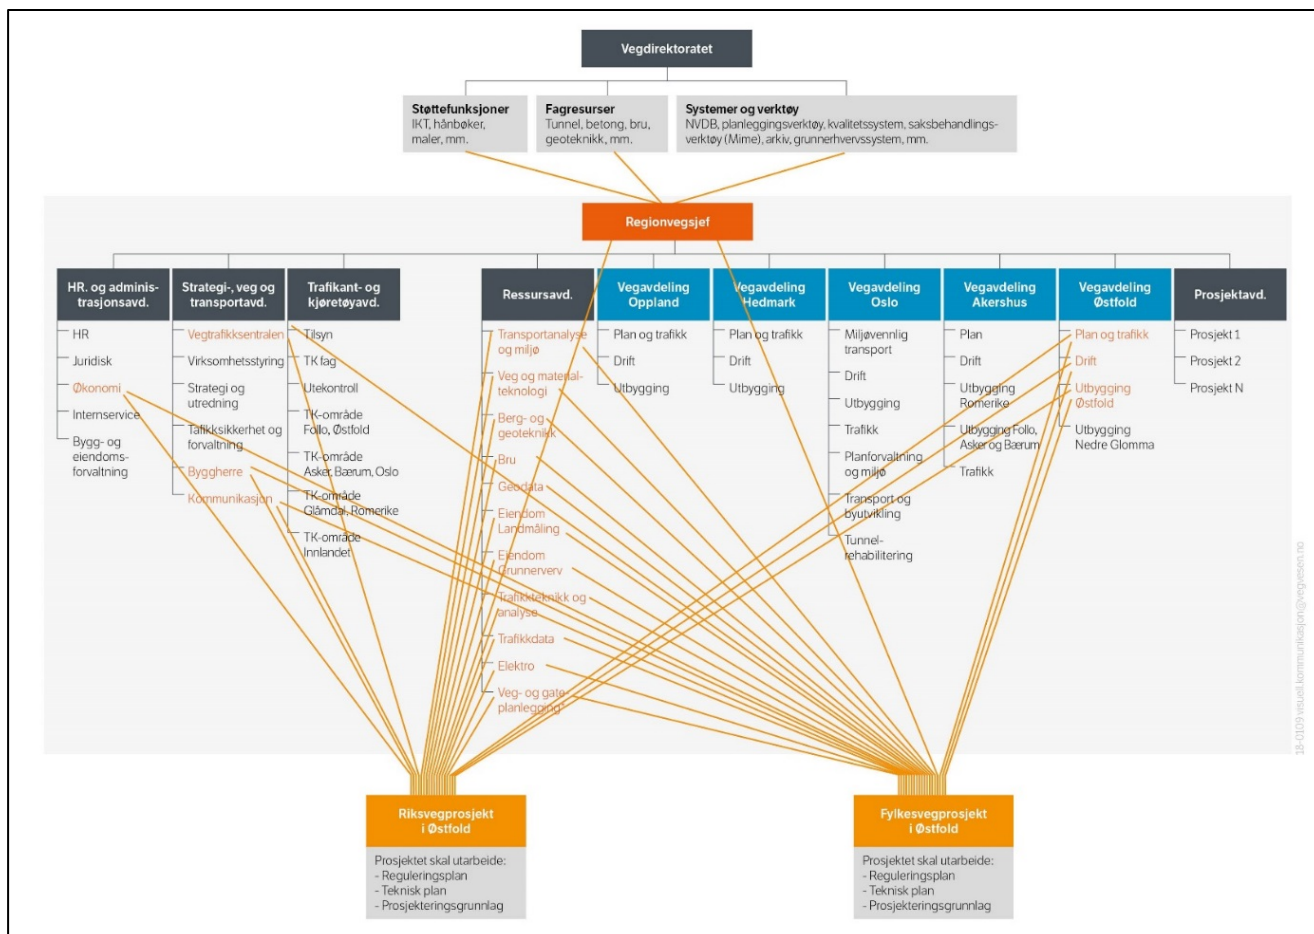 Vegdirektoratet
Støttefunksjoner
IKT, hånbøker,
maler, mm.
Fagresurser
Tunnel, betong, bru,
geoteknikk, mm.
Systemer og verktøy
NVDB, planleggingsverktøy, kvalitetssystem, saksbehandlings-
verktøy (Mime), arkiv, grunnerhvervssystem, mm.
Regionvegsjef
HR. og adminis-
trasjonsavd.
HR
Juridisk
Økonomi
Internservice
Bygg- og
eiendoms-
forvaltning
Strategi-, veg og
transportavd.
Vegtrafikksentralen
Virksomhetsstyring
Strategi og
utredning
Tafikksikkerhet og
forvaltning
Byggherre
Kommunikasjon
Trafikant- og
kjøretøyavd.
Tilsyn
TK fag
Utekontroll
TK-område
Follo, Østfold
TK-område
Asker, Bærum, Oslo
TK-område
Glåmdal, Romerike
TK-område
Innlandet
Ressursavd.
Transportanalyse
og miljø
Veg og material-
teknologi
Berg- og
geoteknikk
Bru
Geodata
Eiendom
Landmåling
Eiendom
Grunnerverv
Trafikkteknikk og
analyse
Trafikkdata
Elektro
Veg- og gate-
planlegging*
Vegavdeling
Oppland
Plan og trafikk
Drift
Utbygging
Vegavdeling
Hedmark
Plan og trafikk
Drift
Utbygging
Vegavdeling
Oslo
Miljøvennlig
transport
Drift
Utbygging
Trafikk
Planforvaltning
og miljø
Transport og
byutvikling
Tunnel-
rehabilitering
Vegavdeling
Akershus
Plan
Drift
Utbygging
Romerike
Utbygging Follo,
Asker og Bærum
Trafikk
Vegavdeling
Østfold
Plan og trafikk
Drift
Utbygging
Østfold
Utbygging
Nedre Glomma
Prosjektavd.
Prosjekt 1
Prosjekt 2
Prosjekt N
18-0109 visuell.kommunikasjon@vegvesen.no
Riksvegprosjekt
i Østfold
Prosjektet skal utarbeide:
- Reguleringsplan
- Teknisk plan
- Prosjekteringsgrunnlag
Fylkesvegprosjekt
i Østfold
Prosjektet skal utarbeide:
- Reguleringsplan
- Teknisk plan
- Prosjekteringsgrunnlag